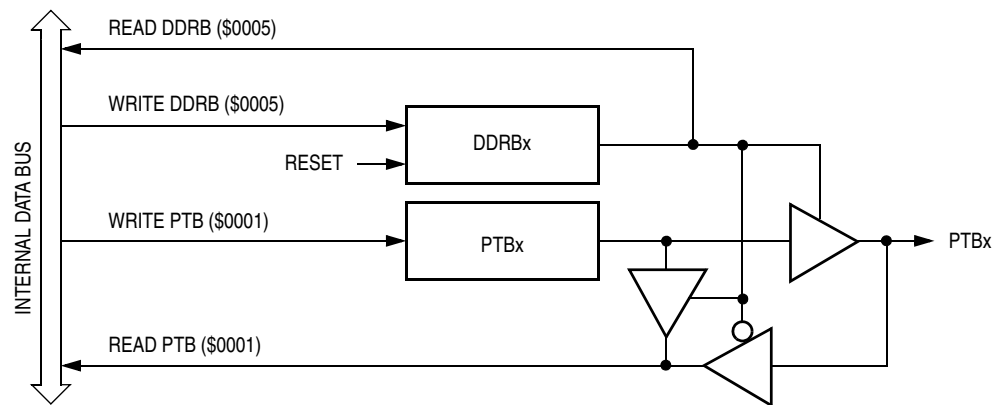 READ DDRB ($0005)
WRITE DDRB ($0005)
DDRBx
RESET
INTERNAL DATA BUS
WRITE PTB ($0001)
PTBx
PTBx
READ PTB ($0001)